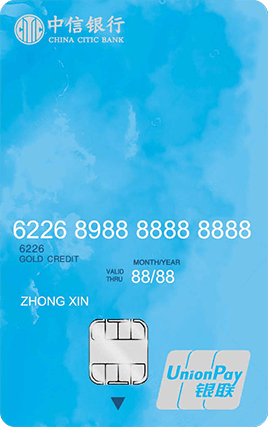 中信银行
CHINA CITIC BANK
6226 8988 8888 8888
6226
GOLD CREDIT
MONTH/YEAR
VALID THRU 88/88
ZHONG XIN
UnionPay
银联